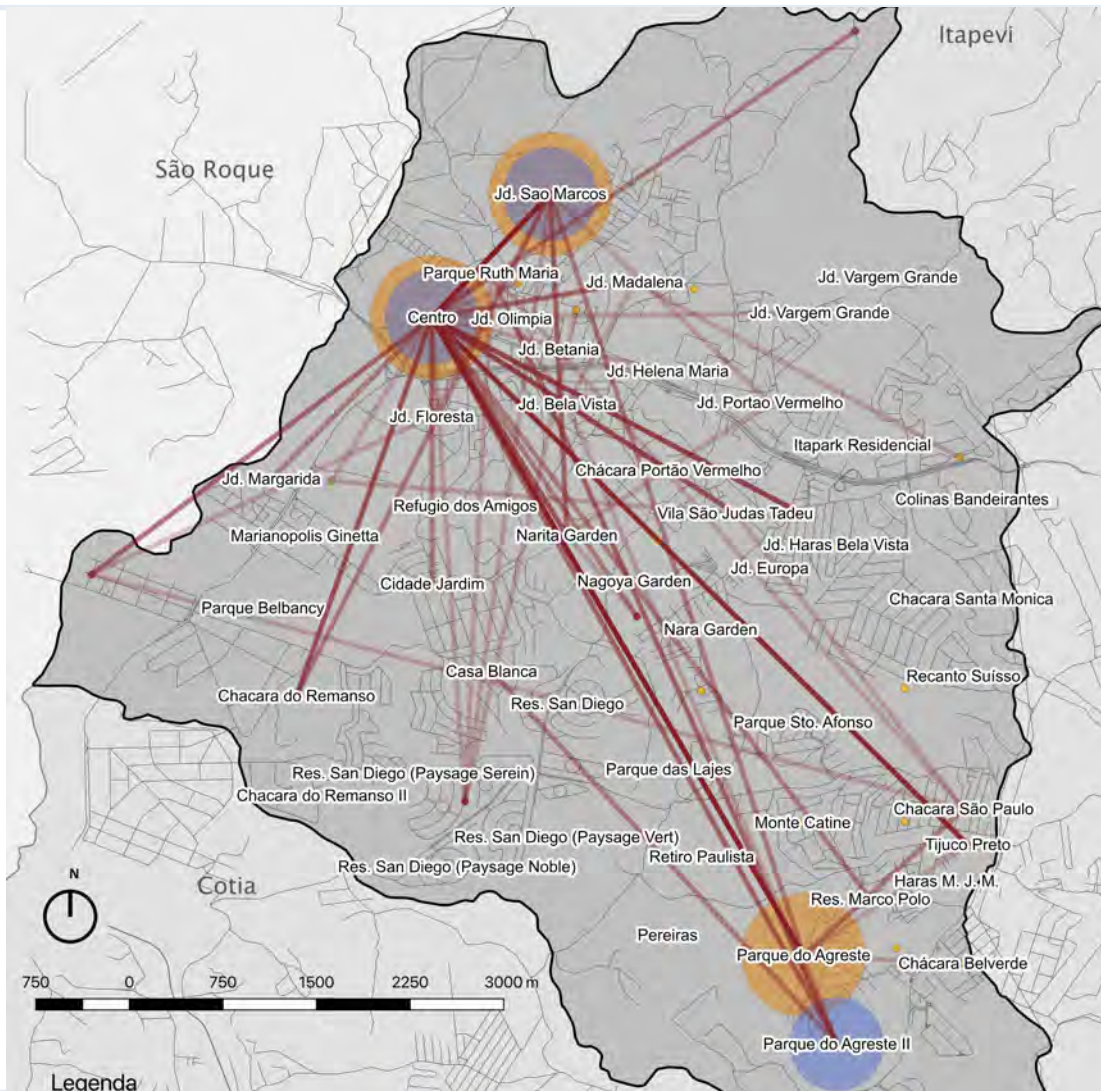 Itapevi
São Roque
Jd. Sao Marcos
Parque Ruth Maria
Jd. Madalena
Jd. Vargem Grande
Centro
Jd. Olimpia
Jd. Vargem Grande
Jd. Betania
Jd. Helena Maria
Jd. Floresta
Jd. Bela Vista
Jd. Portao Vermelho
Itapark Residencial
Jd. Margarida
Chácara Portão Vermelho
Colinas Bandeirantes
Refugio dos Amigos
Vila São Judas Tadeu
Marianopolis Ginetta
Narita Garden
Jd. Haras Bela Vista
Jd. Europa
Cidade Jardim
Nagoya Garden
Chacara Santa Monica
Parque Belbancy
Nara Garden
Casa Blanca
Recanto Suísso
Chacara do Remanso
Res. San Diego
Parque Sto. Afonso
Res. San Diego (Paysage Serein)
Parque das Lajes
Chacara do Remanso II
Chacara São Paulo
Monte Catine
Res. San Diego (Paysage Vert)
Tijuco Preto
Retiro Paulista
Res. San Diego (Paysage Noble)
Haras M. J. M.
Cotia
N
Res. Marco Polo
Pereiras
Parque do Agreste
Chácara Belverde
750 0 750 1500 2250 3000 m
Parque do Agreste II
Legenda